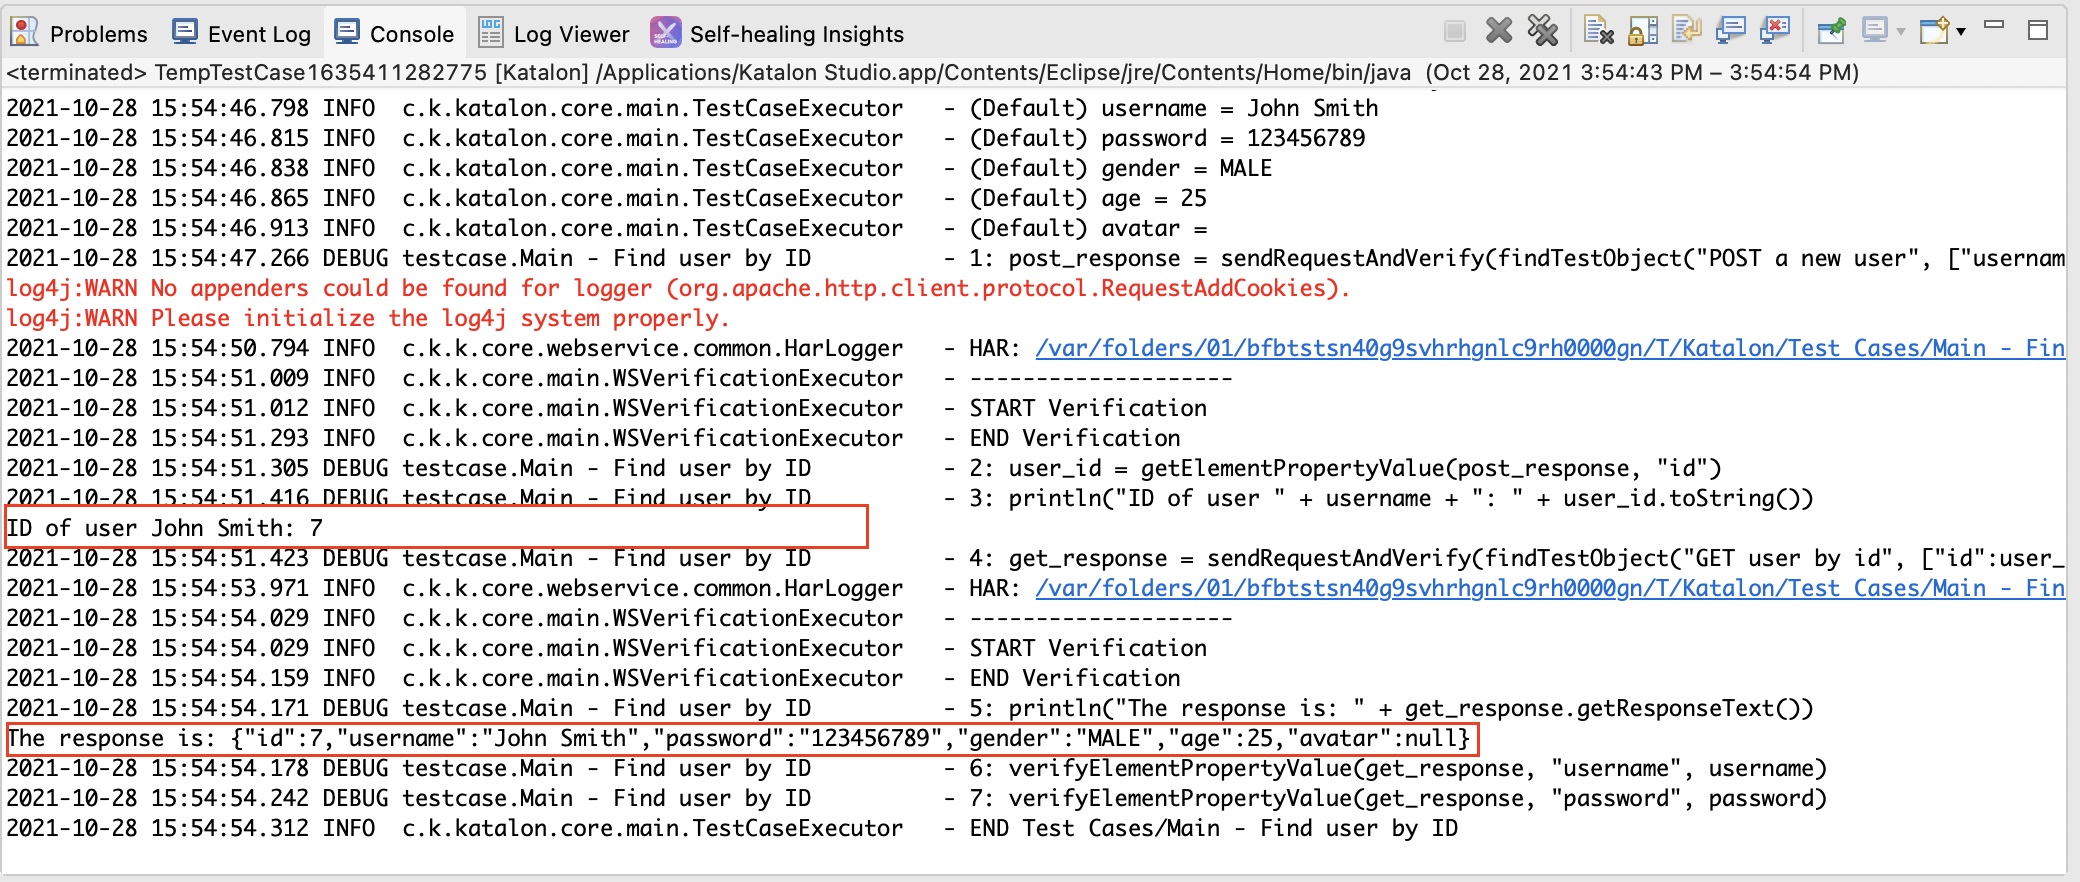 Problems Event Log Console Log Viewer Self-healing Insights
<terminated> TempTestCase1635411282775 [Katalon] /Applications/Katalon Studio.app/Contents/Eclipse/jre/Contents/Home/bin/java (Oct 28, 2021 3:54:43 PM – 3:54:54 PM)
2021-10-28 15:54:46.798 INFO c.k.katalon.core.main.TestCaseExecutor - (Default) username = John Smith
2021-10-28 15:54:46.815 INFO c.k.katalon.core.main.TestCaseExecutor - (Default) password = 123456789
2021-10-28 15:54:46.838 INFO c.k.katalon.core.main.TestCaseExecutor - (Default) gender = MALE
2021-10-28 15:54:46.865 INFO c.k.katalon.core.main.TestCaseExecutor - (Default) age = 25
2021-10-28 15:54:46.913 INFO c.k.katalon.core.main.TestCaseExecutor - (Default) avatar =
2021-10-28 15:54:47.266 DEBUG testcase.Main - Find user by ID - 1: post_response = sendRequestAndVerify(findTestObject("POST a new user", ["usernam
log4j:WARN No appenders could be found for logger (org.apache.http.client.protocol.RequestAddCookies).
log4j:WARN Please initialize the log4j system properly.
2021-10-28 15:54:50.794 INFO c.k.k.core.webservice.common.HarLogger - HAR: /var/folders/01/bfbtstsn40g9svhrhgnlc9rh0000gn/T/Katalon/Test Cases/Main - Fin
2021-10-28 15:54:51.009 INFO c.k.k.core.main.WSVerificationExecutor - --------------------
2021-10-28 15:54:51.012 INFO c.k.k.core.main.WSVerificationExecutor - START Verification
2021-10-28 15:54:51.293 INFO c.k.k.core.main.WSVerificationExecutor - END Verification
2021-10-28 15:54:51.305 DEBUG testcase.Main - Find user by ID - 2: user_id = getElementPropertyValue(post_response, "id")
2021-10-28 15:54:51.416 DEBUG testcase.Main - Find user by ID - 3: println("ID of user " + username + ": " + user_id.toString())
ID of user John Smith: 7
2021-10-28 15:54:51.423 DEBUG testcase.Main - Find user by ID - 4: get_response = sendRequestAndVerify(findTestObject("GET user by id", ["id":user_
2021-10-28 15:54:53.971 INFO c.k.k.core.webservice.common.HarLogger - HAR: /var/folders/01/bfbtstsn40g9svhrhgnlc9rh0000gn/T/Katalon/Test Cases/Main - Fin
2021-10-28 15:54:54.029 INFO c.k.k.core.main.WSVerificationExecutor - --------------------
2021-10-28 15:54:54.029 INFO c.k.k.core.main.WSVerificationExecutor - START Verification
2021-10-28 15:54:54.159 INFO c.k.k.core.main.WSVerificationExecutor - END Verification
2021-10-28 15:54:54.171 DEBUG testcase.Main - Find user by ID - 5: println("The response is: " + get_response.getResponseText())
The response is: {"id":7,"username":"John Smith","password":"123456789","gender":"MALE","age":25,"avatar":null}
2021-10-28 15:54:54.178 DEBUG testcase.Main - Find user by ID - 6: verifyElementPropertyValue(get_response, "username", username)
2021-10-28 15:54:54.242 DEBUG testcase.Main - Find user by ID - 7: verifyElementPropertyValue(get_response, "password", password)
2021-10-28 15:54:54.312 INFO c.k.katalon.core.main.TestCaseExecutor - END Test Cases/Main - Find user by ID